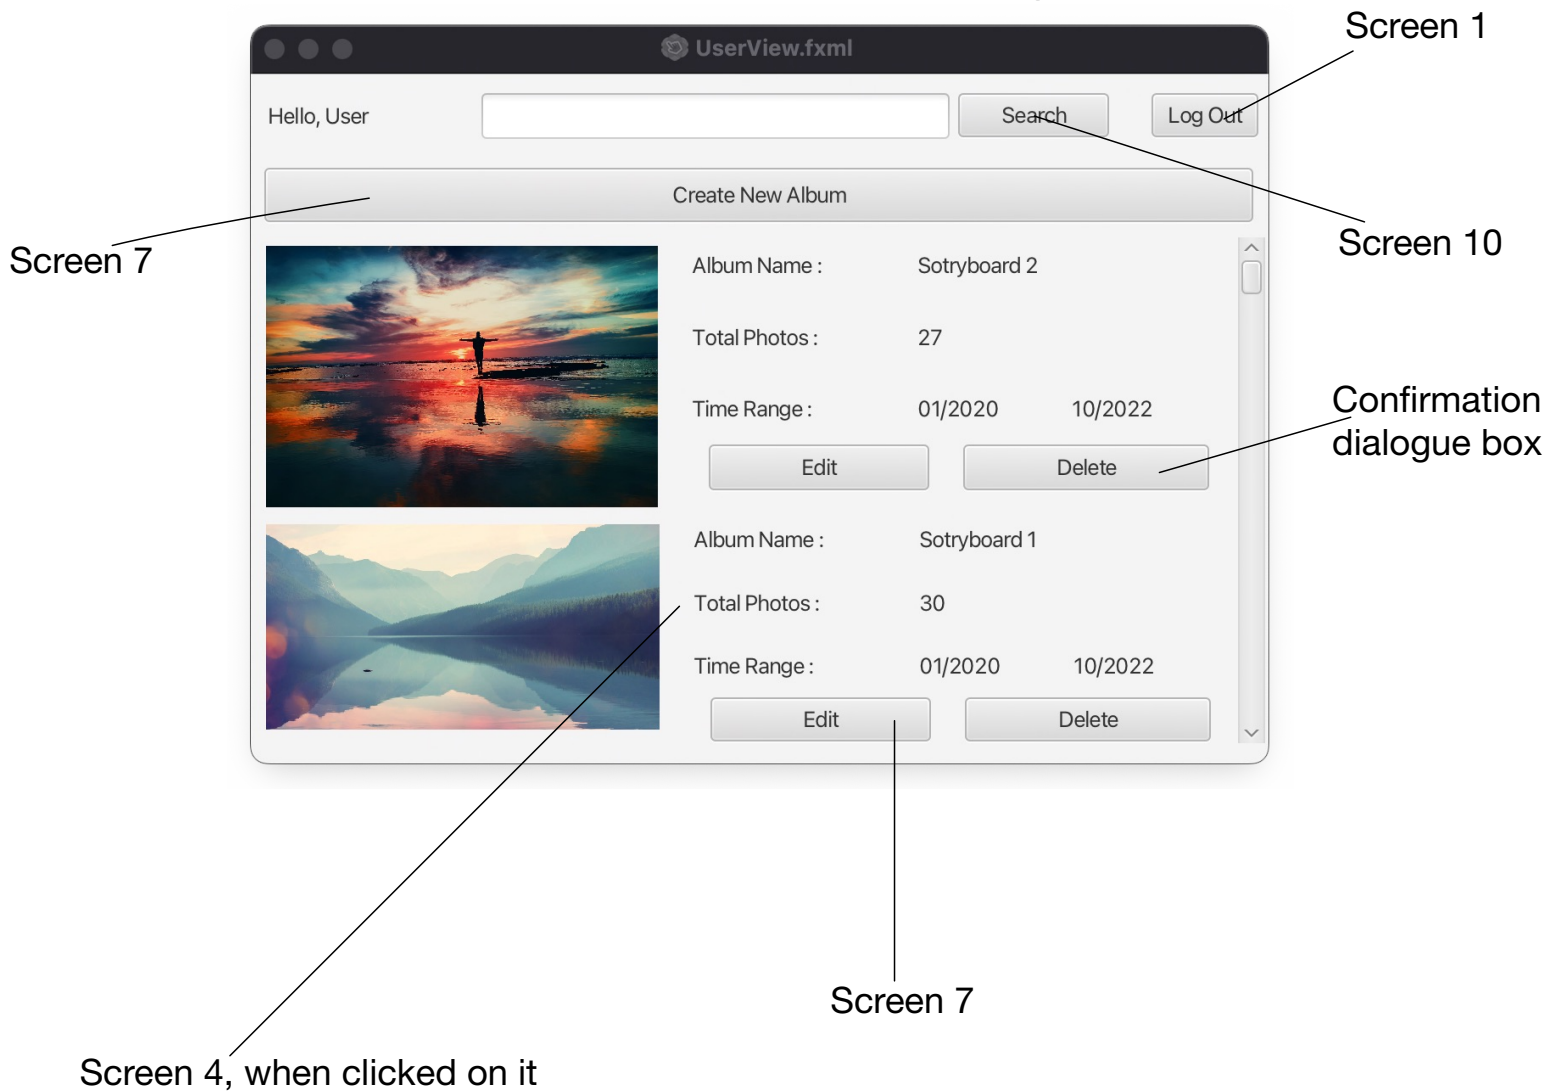 Screen 1
UserView.fxml
Hello, User
Search
Log Out
Create New Album
Screen 7
Screen 10
Album Name :
Sotryboard 2
Total Photos :
27
Time Range :
01/2020
10/2022
Confirmation
dialogue box
Edit
Delete
Album Name :
Sotryboard 1
Total Photos :
30
Time Range :
01/2020
10/2022
Edit
Delete
Screen 7
Screen 4, when clicked on it